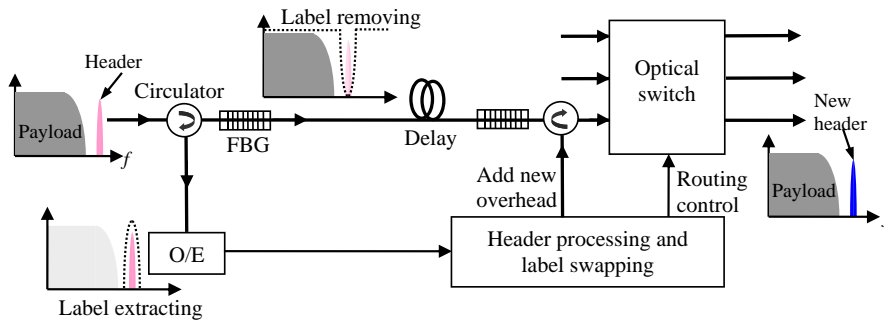 Label removing
Header
Circulator
Payload
f
FBG
Delay
Optical
switch
New
header
Payload
Add new
overhead
Routing
control
O/E
Header processing and
label swapping
Label extracting